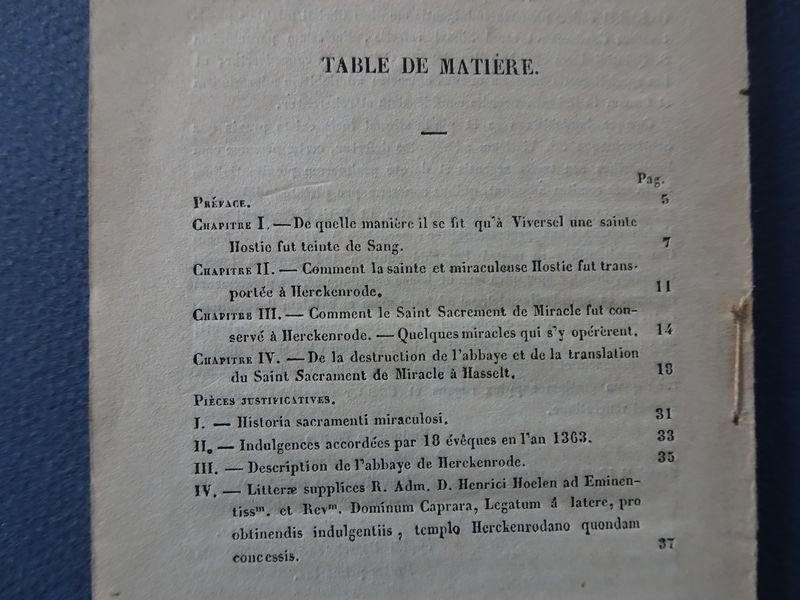 TABLE DE MATIÈRE.
Pag.
PRÉFACE. 5
CHAPITRE I. — De quelle manière il se fit qu'à Viversel une sainte
Hostie fut teinte de Sang. 7
CHAPITRE II. — Comment la sainte et miraculeuse Hostie fut trans-
portée à Herckenrode. 11
CHAPITRE III. — Comment le Saint Sacrement de Miracle fut con-
servé à Herckenrode. — Quelques miracles qui s'y opérèrent. 14
CHAPITRE IV. — De la destruction de l'abbaye et de la translation
du Saint Sacrament de Miracle à Hasselt. 18
PIÈCES JUSTIFICATIVES.
I. — Historia sacramenti miraculosi. 31
II. — Indulgences accordées par 18 évêques en l'an 1363. 33
III. — Description de l'abbaye de Herckenrode. 35
IV. — Litteræ supplices R. Adm. D. Henrici Hoelen ad Eminen-
tissᵐ. et Revᵐ. Dominum Caprara, Legatum á latere, pro
obtinendis indulgentiis, templo Herckenrodano quondam
concessis. 37